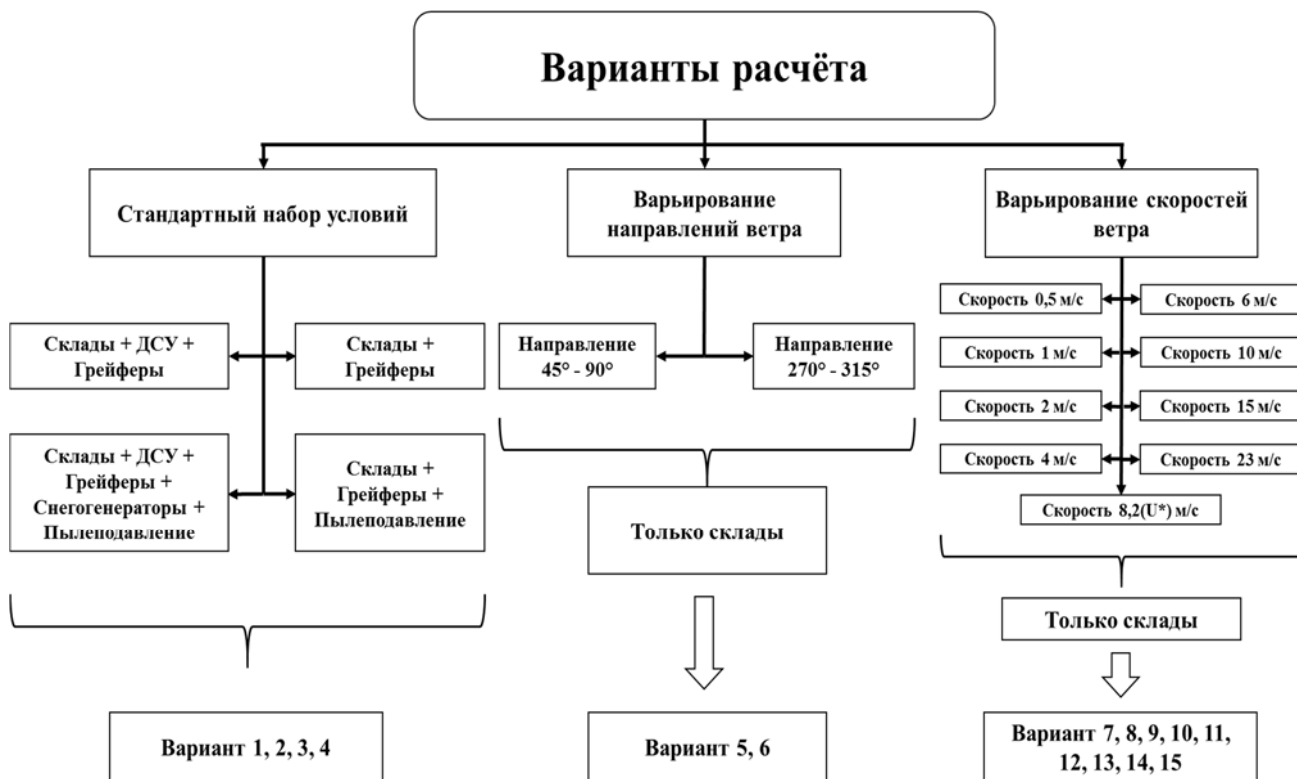 Варианты расчёта
Стандартный набор условий
Варьирование
направлений ветра
Варьирование скоростей
ветра
Склады + ДСУ +
Грейферы
Склады +
Грейферы
Склады + ДСУ +
Грейферы +
Снегогенераторы +
Пылеподавление
Склады +
Грейферы +
Пылеподавление
Направление
45° - 90°
Направление
270° - 315°
Скорость 0,5 м/с
Скорость 6 м/с
Скорость 1 м/с
Скорость 10 м/с
Скорость 2 м/с
Скорость 15 м/с
Скорость 4 м/с
Скорость 23 м/с
Скорость 8,2(U*) м/с
Только склады
Только склады
Вариант 1, 2, 3, 4
Вариант 5, 6
Вариант 7, 8, 9, 10, 11,
12, 13, 14, 15